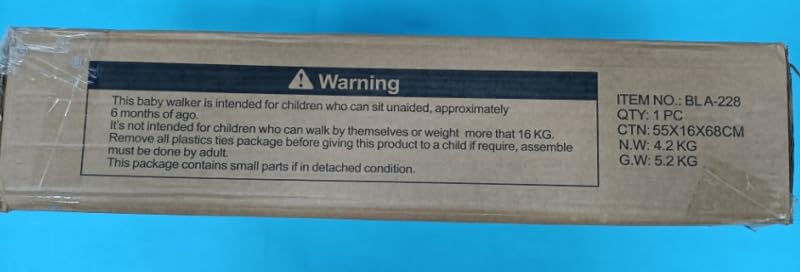 Warning
This baby walker is intended for children who can sit unaided, approximately
6 months of ago.
It's not intended for children who can walk by themselves or weight more that 16 KG.
Remove all plastics ties package before giving this product to a child if require, assemble
must be done by adult.
This package contains small parts if in detached condition.
ITEM NO.: BLA-228
QTY: 1 PC
CTN: 55X16X68CM
N.W: 4.2 KG
G.W: 5.2 KG